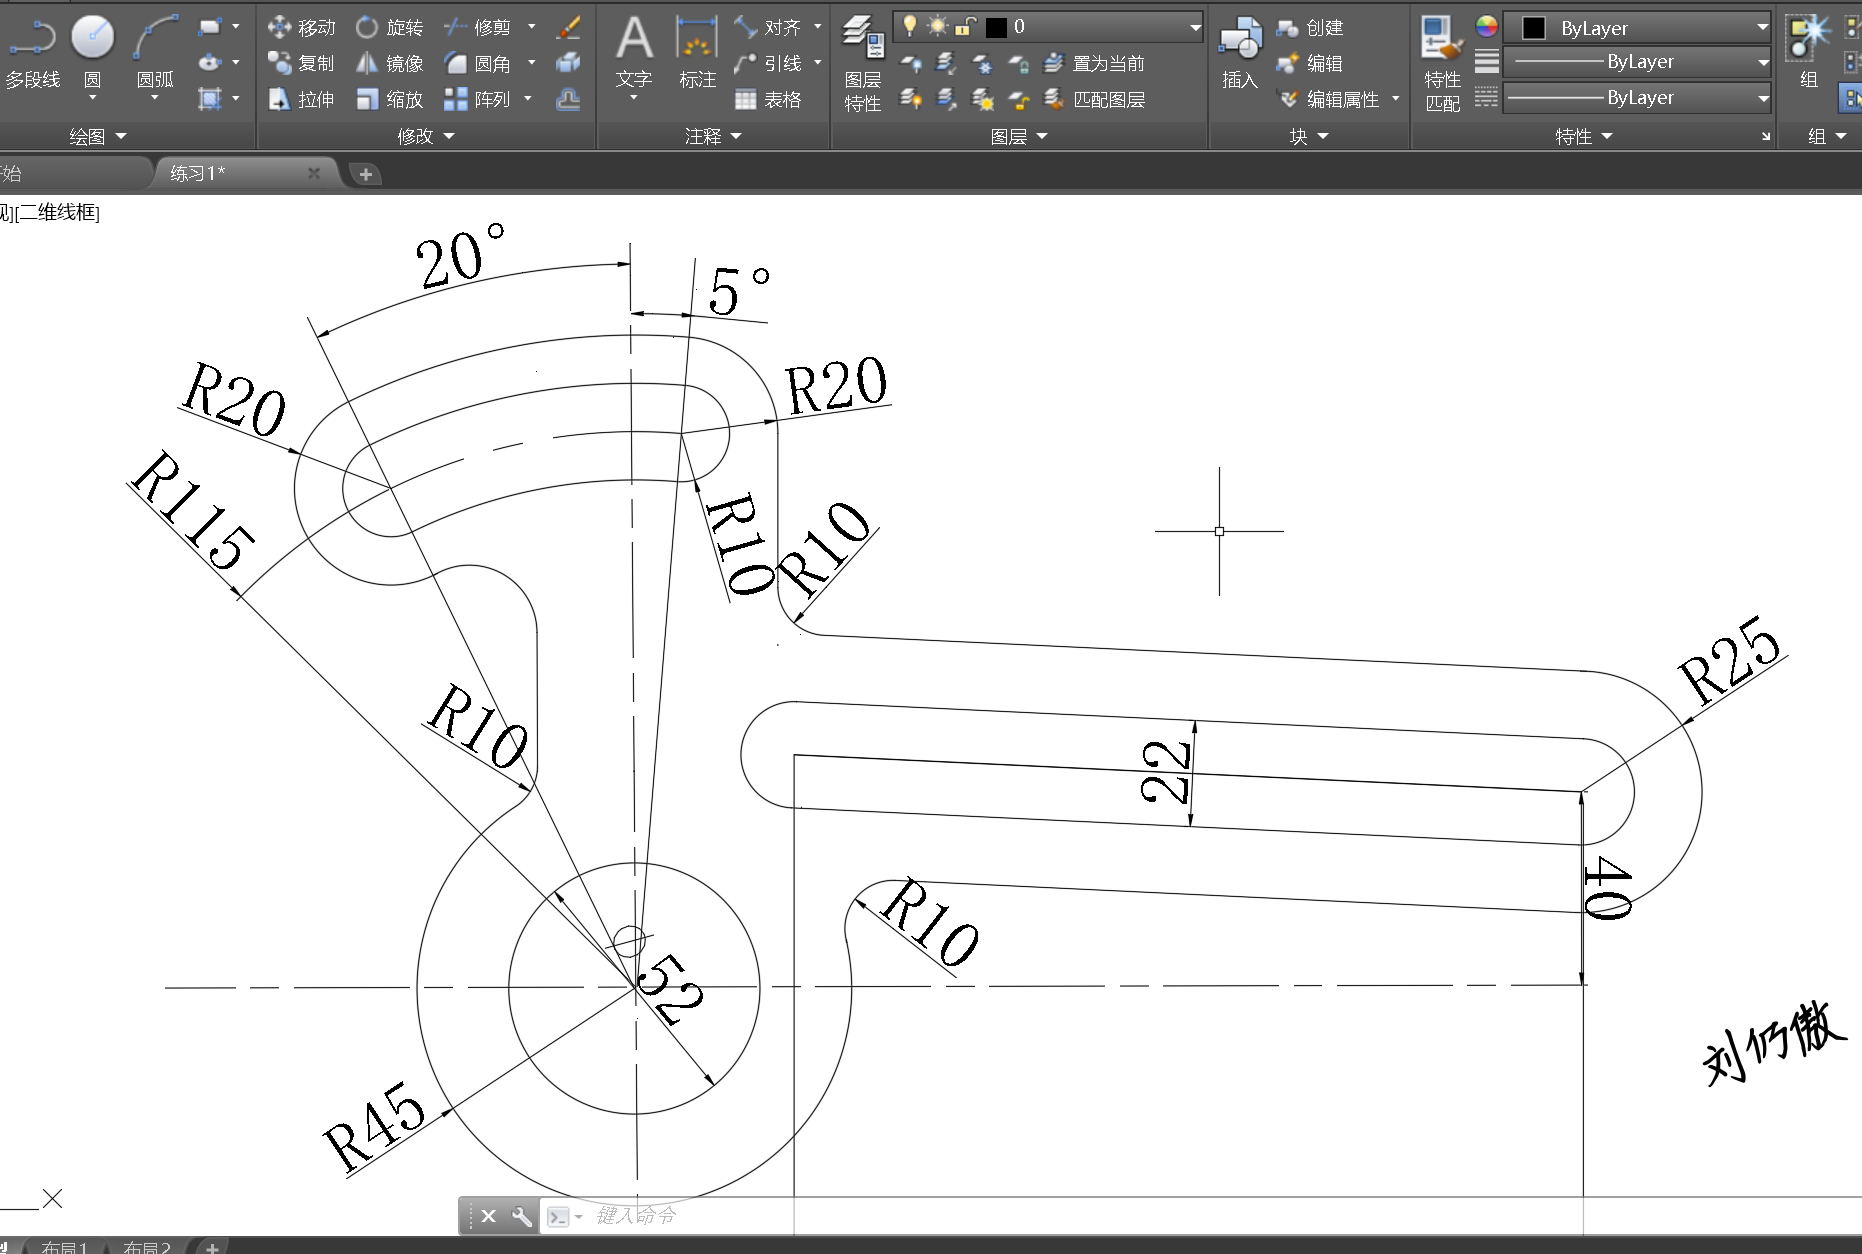 多段线 圆 圆弧
移动 旋转 修剪
复制 镜像 圆角
拉伸 缩放 阵列
文字 标注
对齐
引线
表格
图层
特性
0
置为当前
匹配图层
插入
创建
编辑
编辑属性
特性
匹配
ByLayer
ByLayer
ByLayer
组
绘图 修改 注释 图层 块 特性 组
始 练习1*
][二维线框]
20°
5°
R20
R20
R115
R10
R10
R25
R10
22
40
R10
∅52
R45
刘仍傲
键入命令
布局1 布局2